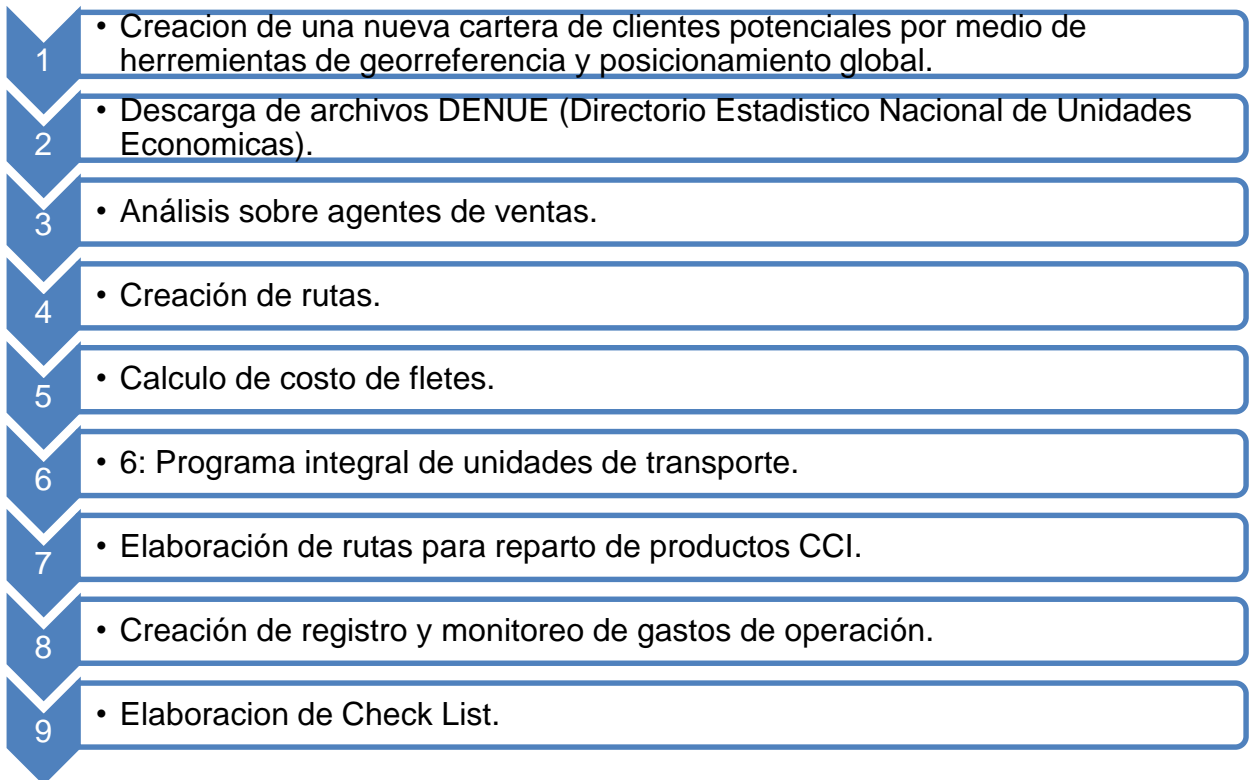 1
• Creacion de una nueva cartera de clientes potenciales por medio de
herremientas de georreferencia y posicionamiento global.
2
• Descarga de archivos DENUE (Directorio Estadistico Nacional de Unidades
Economicas).
3
• Análisis sobre agentes de ventas.
4
• Creación de rutas.
5
• Calculo de costo de fletes.
6
• 6: Programa integral de unidades de transporte.
7
• Elaboración de rutas para reparto de productos CCI.
8
• Creación de registro y monitoreo de gastos de operación.
9
• Elaboracion de Check List.